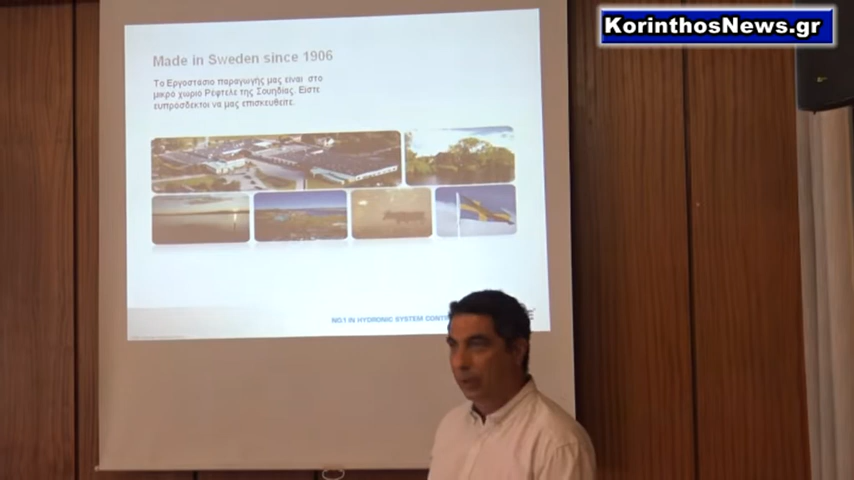 KorinthosNews.gr
Made in Sweden since 1906
Το Εργοστάσιο παραγωγής μας είναι στο
μικρό χωριό Ρέφτελε της Σουηδίας. Είστε
ευπρόσδεκτοι να μας επισκευθείτε.
NO.1 IN HYDRONIC SYSTEM